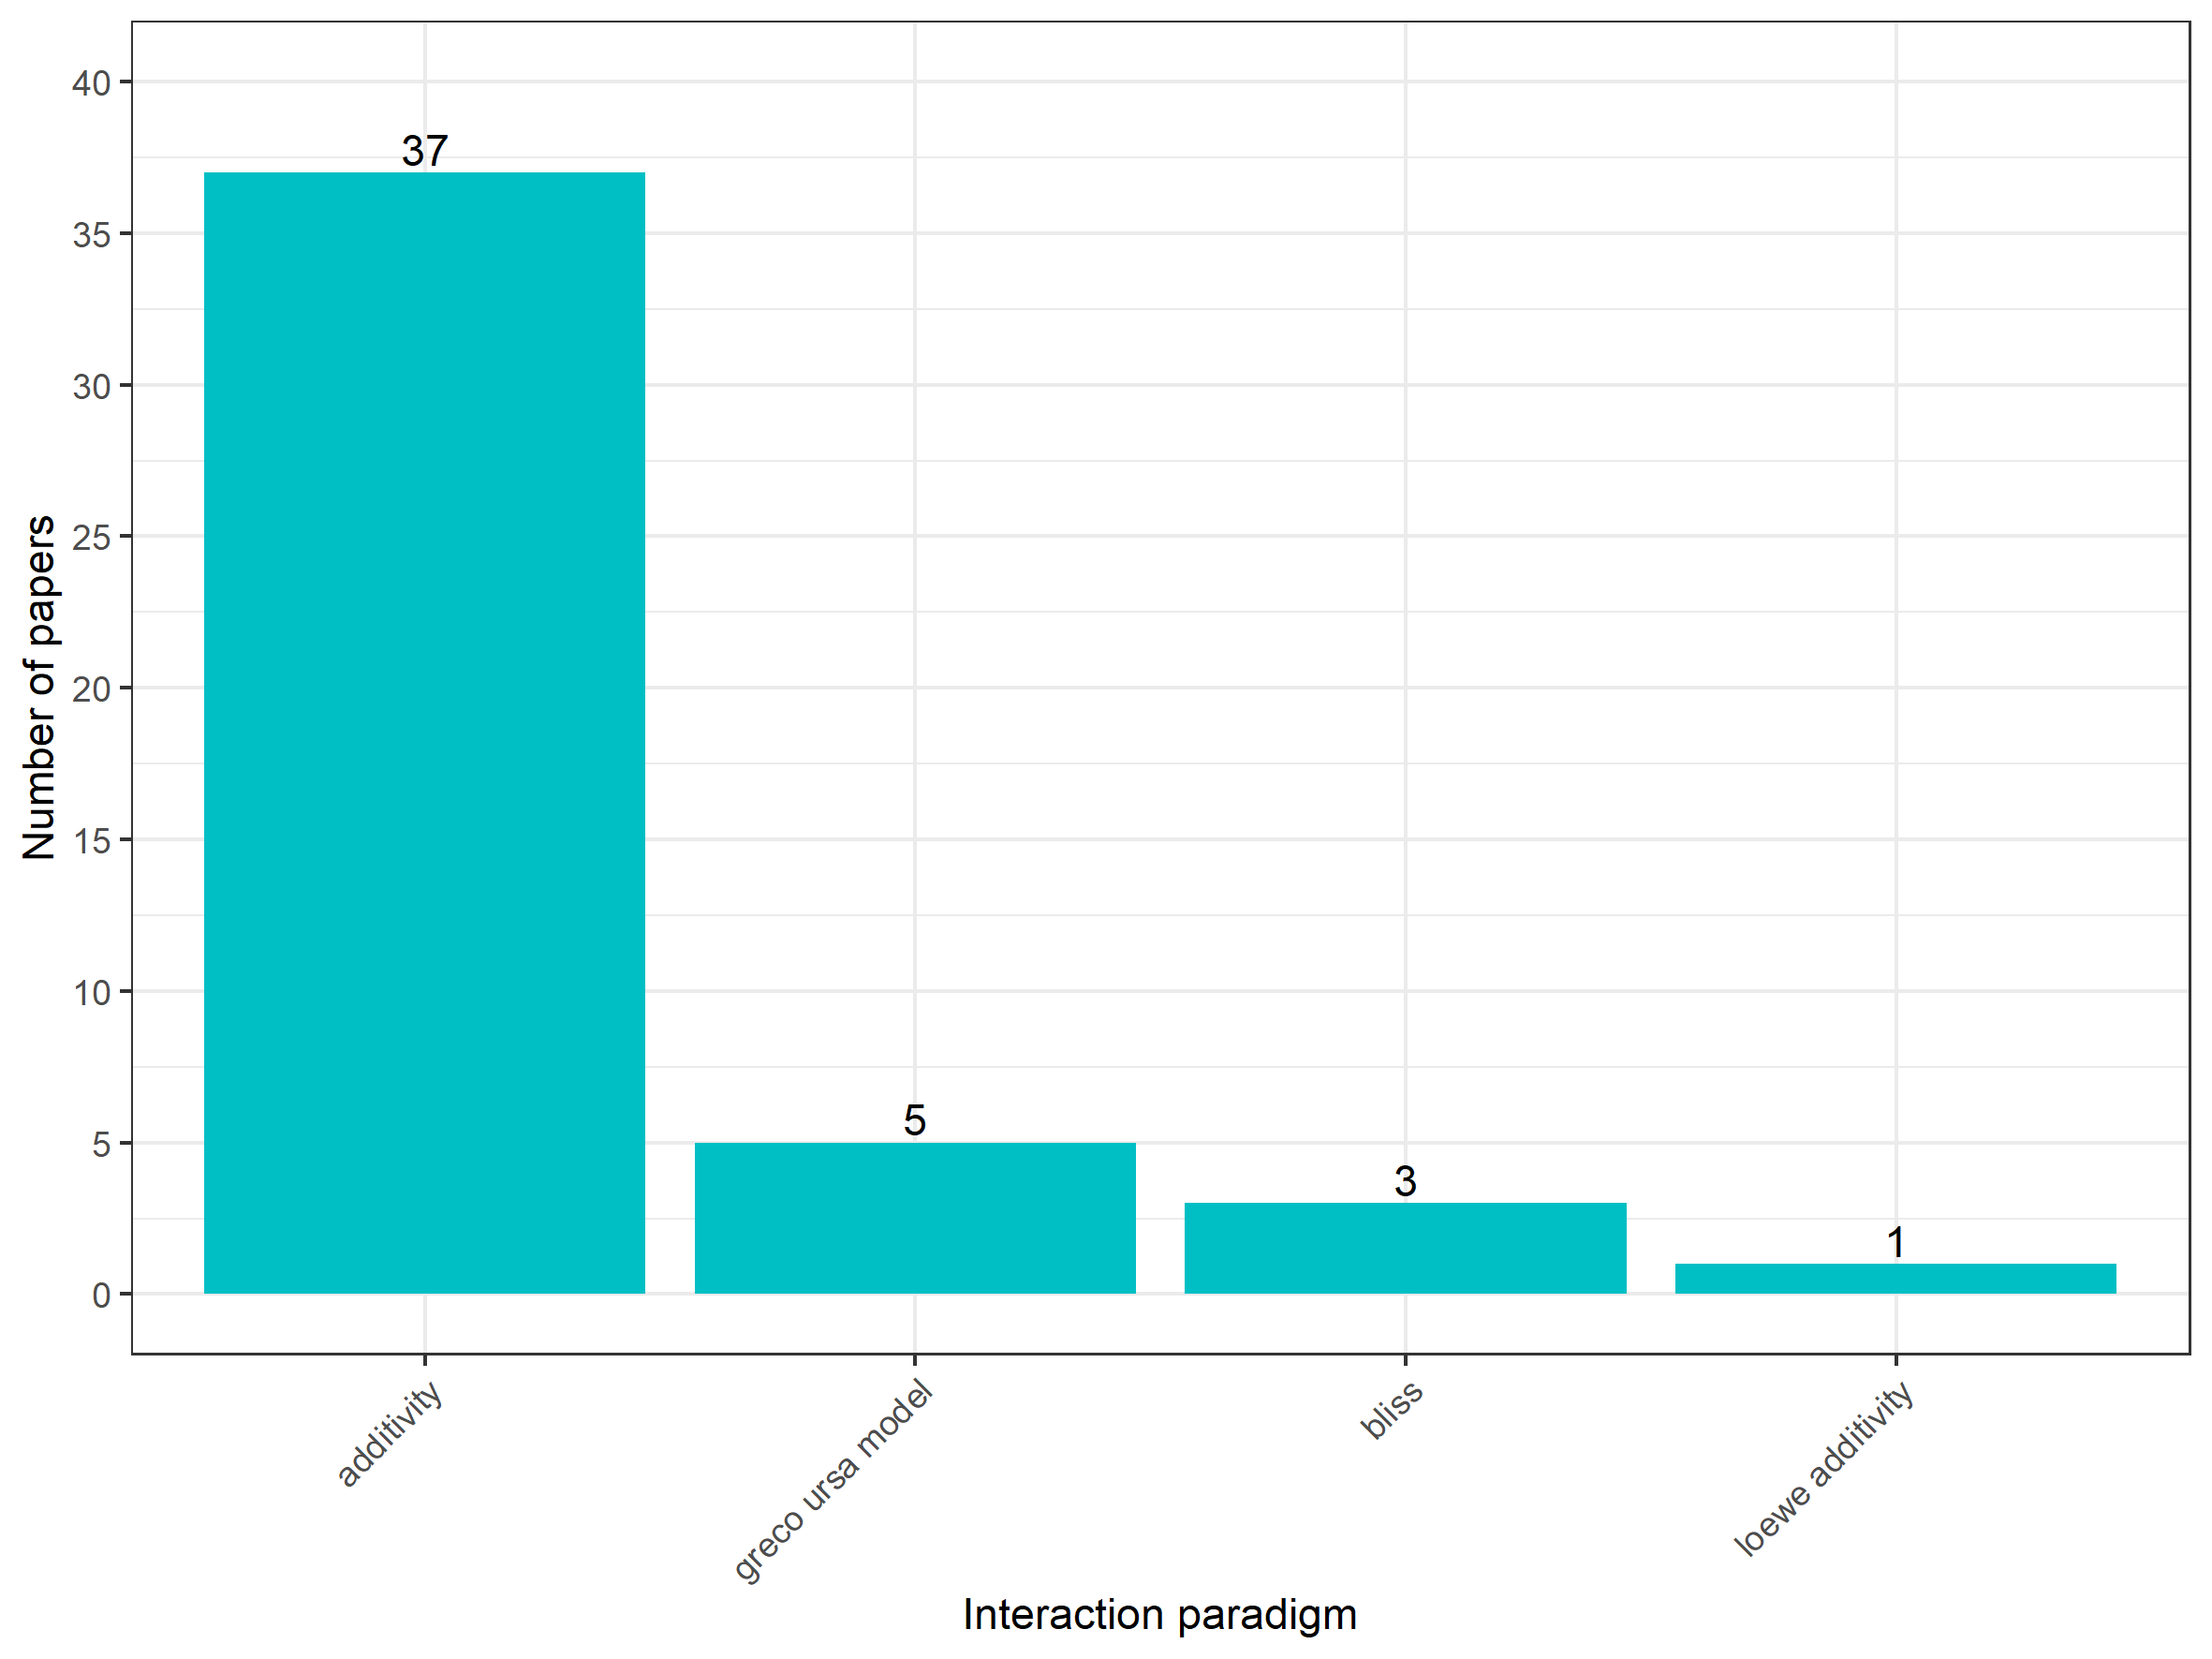 Number of papers
40
35
30
25
20
15
10
5
0
37
5
3
1
additivity
greco ursa model
bliss
loewe additivity
Interaction paradigm